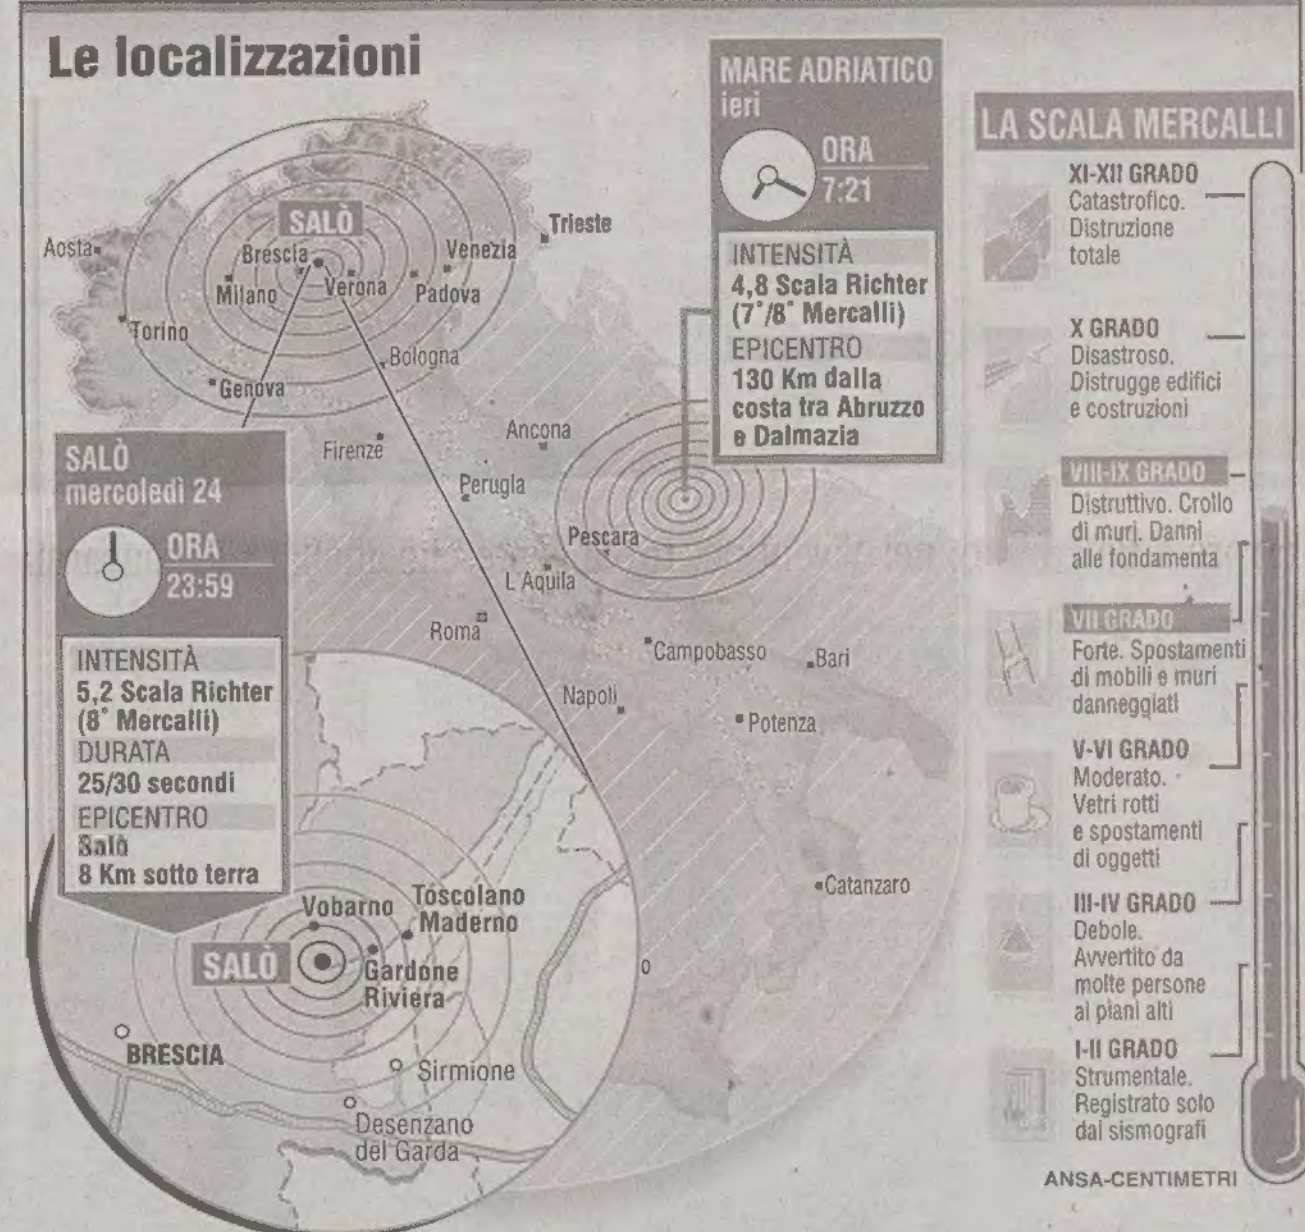 Le localizzazioni
SALÒ
Aosta
Brescia
Venezia
Trieste
Milano
Verona
Padova
Torino
Bologna
Genova
Firenze
Ancona
Perugia
Pescara
L'Aquila
Roma
Campobasso
Bari
Napoli
Potenza
Catanzaro
MARE ADRIATICO
ieri
ORA
7:21
INTENSITÀ
4,8 Scala Richter
(7°/8° Mercalli)
EPICENTRO
130 Km dalla
costa tra Abruzzo
e Dalmazia
SALÒ
mercoledì 24
ORA
23:59
INTENSITÀ
5,2 Scala Richter
(8° Mercalli)
DURATA
25/30 secondi
EPICENTRO
Salò
8 Km sotto terra
Vobarno
Toscolano
Maderno
SALÒ
Gardone
Riviera
BRESCIA
Sirmione
Desenzano
del Garda
LA SCALA MERCALLI
XI-XII GRADO
Catastrofico.
Distruzione
totale
X GRADO
Disastroso.
Distrugge edifici
e costruzioni
VIII-IX GRADO
Distruttivo. Crollo
di muri. Danni
alle fondamenta
VII GRADO
Forte. Spostamenti
di mobili e muri
danneggiati
V-VI GRADO
Moderato.
Vetri rotti
e spostamenti
di oggetti
III-IV GRADO
Debole.
Avvertito da
molte persone
ai piani alti
I-II GRADO
Strumentale.
Registrato solo
dai sismografi
ANSA-CENTIMETRI